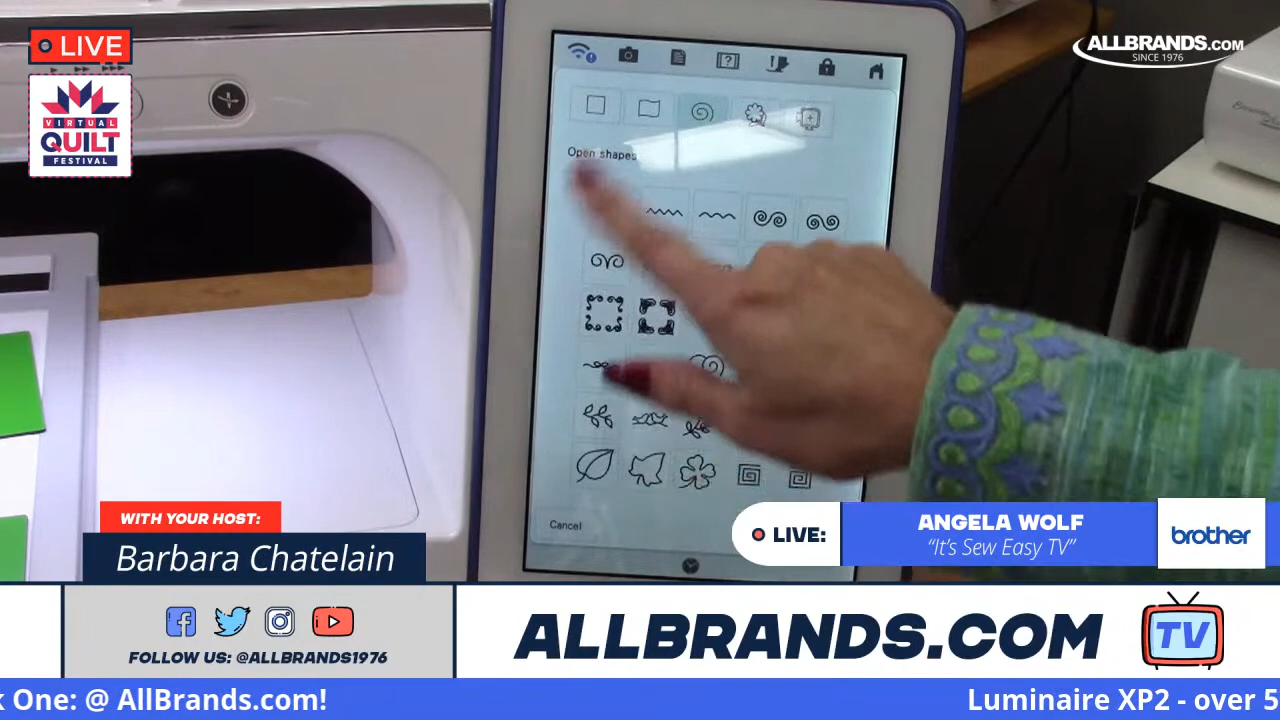 LIVE
VIRTUAL
QUILT
FESTIVAL
ALLBRANDS.COM
SINCE 1976
Open shapes
Cancel
WITH YOUR HOST:
Barbara Chatelain
LIVE:
ANGELA WOLF
"It's Sew Easy TV"
brother
FOLLOW US: @ALLBRANDS1976
ALLBRANDS.COM
TV
k One: @ AllBrands.com!
Luminaire XP2 - over 5